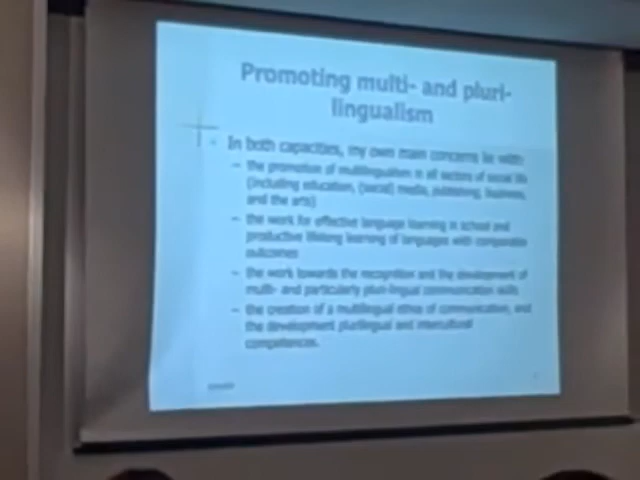 Promoting multi- and pluri-
lingualism
- In both capacities, my own main concerns lie with:
– the promotion of multilingualism in all sectors of social life
(including education, (social) media, publishing, business,
and the arts)
– the work for effective language learning in school and
productive lifelong learning of languages with comparable
outcomes
– the work towards the recognition and the development of
multi- and particularly pluri-lingual communication skills
– the creation of a multilingual ethos of communication, and
the development plurilingual and intercultural
competences.